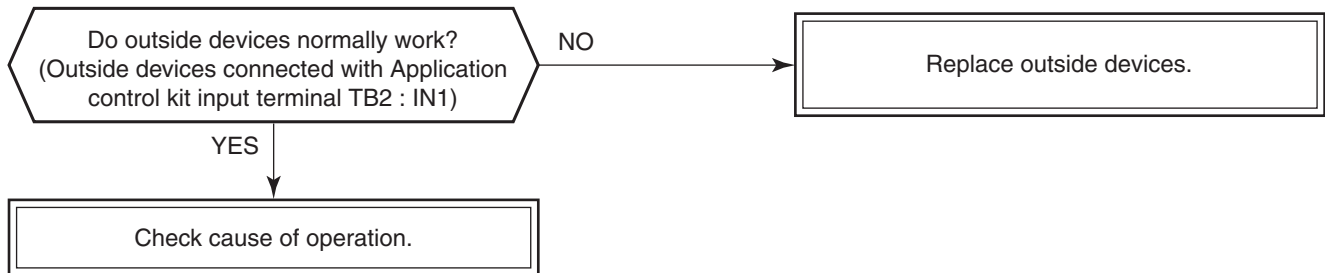 Do outside devices normally work?
(Outside devices connected with Application
control kit input terminal TB2 : IN1)
NO
Replace outside devices.
YES
Check cause of operation.